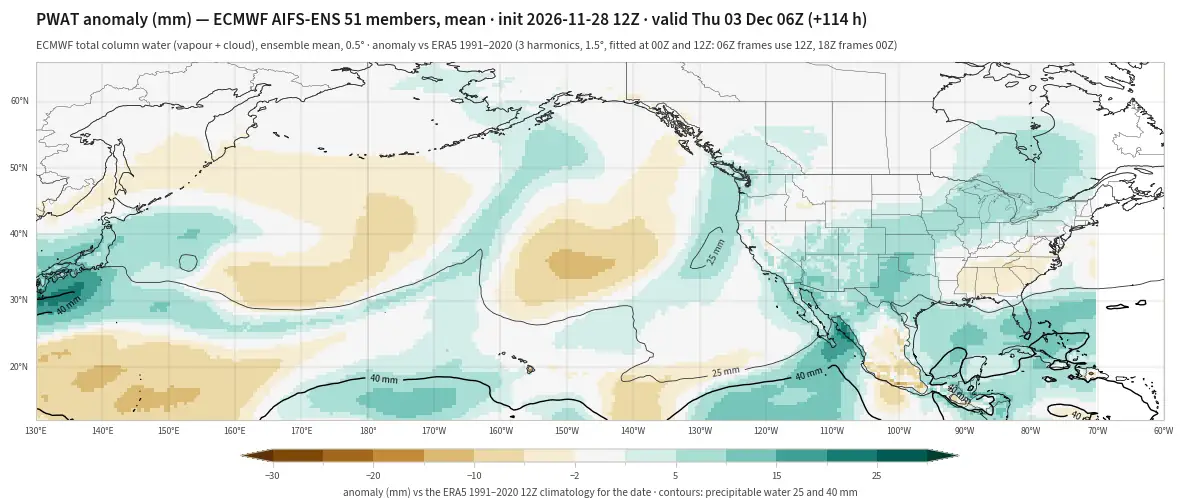 PWAT anomaly (mm) — ECMWF AIFS-ENS 51 members, mean · init 2026-11-28 12Z · valid Thu 03 Dec 06Z (+114 h)
ECMWF total column water (vapour + cloud), ensemble mean, 0.5° · anomaly vs ERA5 1991–2020 (3 harmonics, 1.5°, fitted at 00Z and 12Z: 06Z frames use 12Z, 18Z frames 00Z)
60°N
50°N
40°N
25 mm
30°N
40 mm
20°N
40 mm
25 mm
40 mm
40
130°E 140°E 150°E 160°E 170°E 180° 170°W 160°W 150°W 140°W 130°W 120°W 110°W 100°W 90°W 80°W 70°W 60°W
−30 −20 −10 −2 5 15 25
anomaly (mm) vs the ERA5 1991–2020 12Z climatology for the date · contours: precipitable water 25 and 40 mm